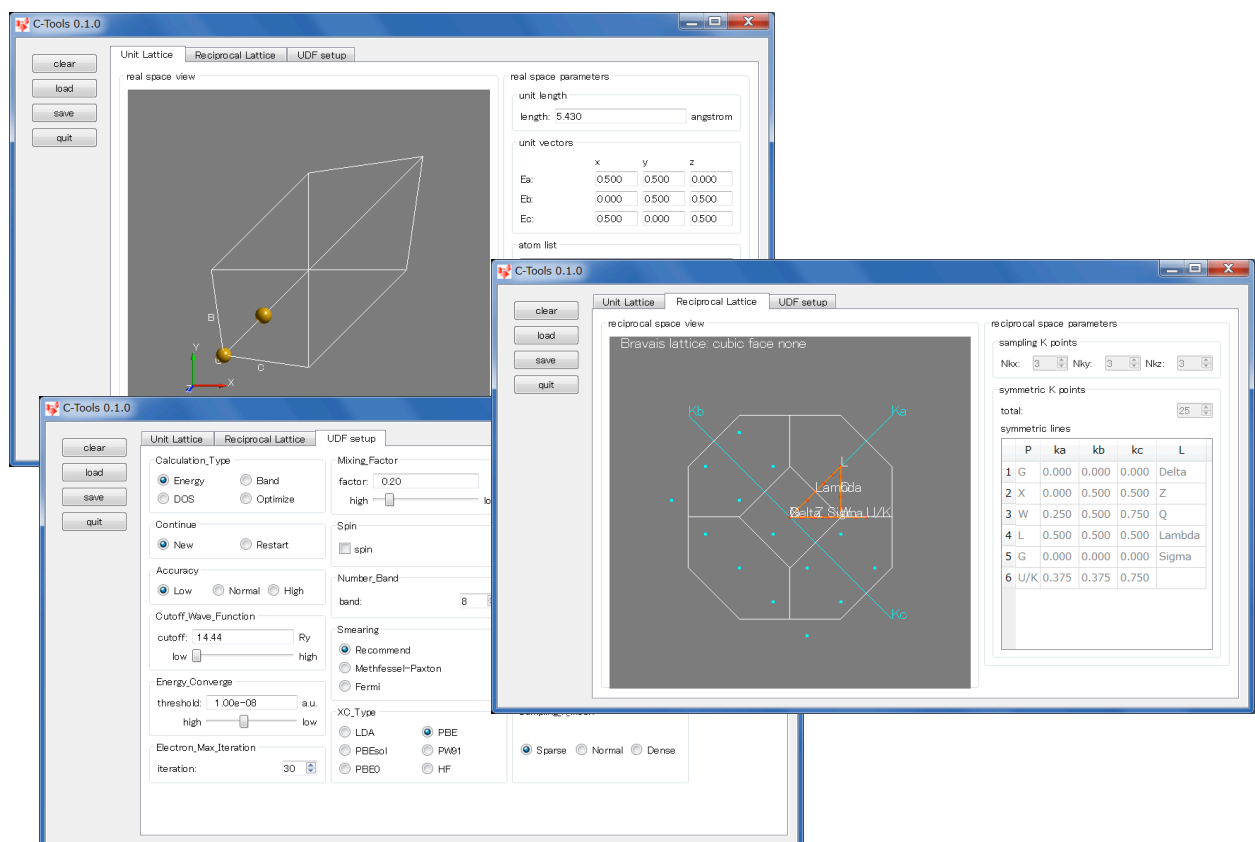 C-Tools 0.1.0
clear
load
save
quit
Unit Lattice Reciprocal Lattice UDF setup
real space view
B
C
Y
X
Z
real space parameters
unit length
length: 5.430 angstrom
unit vectors
x y z
Ea: 0.500 0.500 0.000
Eb: 0.000 0.500 0.500
Ec: 0.500 0.000 0.500
atom list
C-Tools 0.1.0
clear
load
save
quit
Unit Lattice Reciprocal Lattice UDF setup
reciprocal space view
Bravais lattice: cubic face none
Kb Ka
L
Lambda
Delta Z Sigma U/K
Kc
reciprocal space parameters
sampling K points
Nkx: 3 Nky: 3 Nkz: 3
symmetric K points
total: 25
symmetric lines
P ka kb kc L
1 G 0.000 0.000 0.000 Delta
2 X 0.000 0.500 0.500 Z
3 W 0.250 0.500 0.750 Q
4 L 0.500 0.500 0.500 Lambda
5 G 0.000 0.000 0.000 Sigma
6 U/K 0.375 0.375 0.750
C-Tools 0.1.0
clear
load
save
quit
Unit Lattice Reciprocal Lattice UDF setup
Calculation_Type
Energy Band
DOS Optimize
Continue
New Restart
Accuracy
Low Normal High
Cutoff_Wave_Function
cutoff: 14.44 Ry
low high
Energy_Converge
threshold: 1.00e-08 a.u.
high low
Electron_Max_Iteration
iteration: 30
Mixing_Factor
factor: 0.20
high
Spin
spin
Number_Band
band: 8
Smearing
Recommend
Methfessel-Paxton
Fermi
XC_Type
LDA PBE
PBEsol PW91
PBE0 HF
Sparse Normal Dense